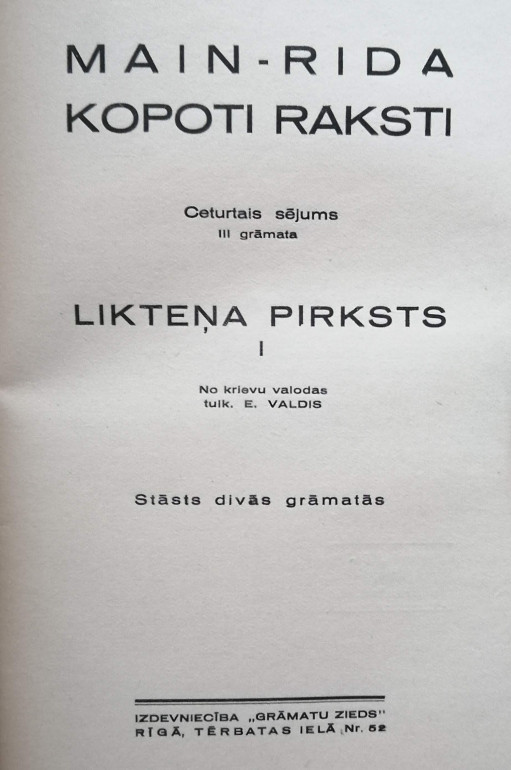 MAIN-RIDA
KOPOTI RAKSTI
Ceturtais sējums
III grāmata
LIKTEŅA PIRKSTS
I
No krievu valodas
tulk. E. VALDIS
Stāsts divās grāmatās
IZDEVNIECĪBA „GRĀMATU ZIEDS"
RĪGĀ, TĒRBATAS IELĀ Nr. 52